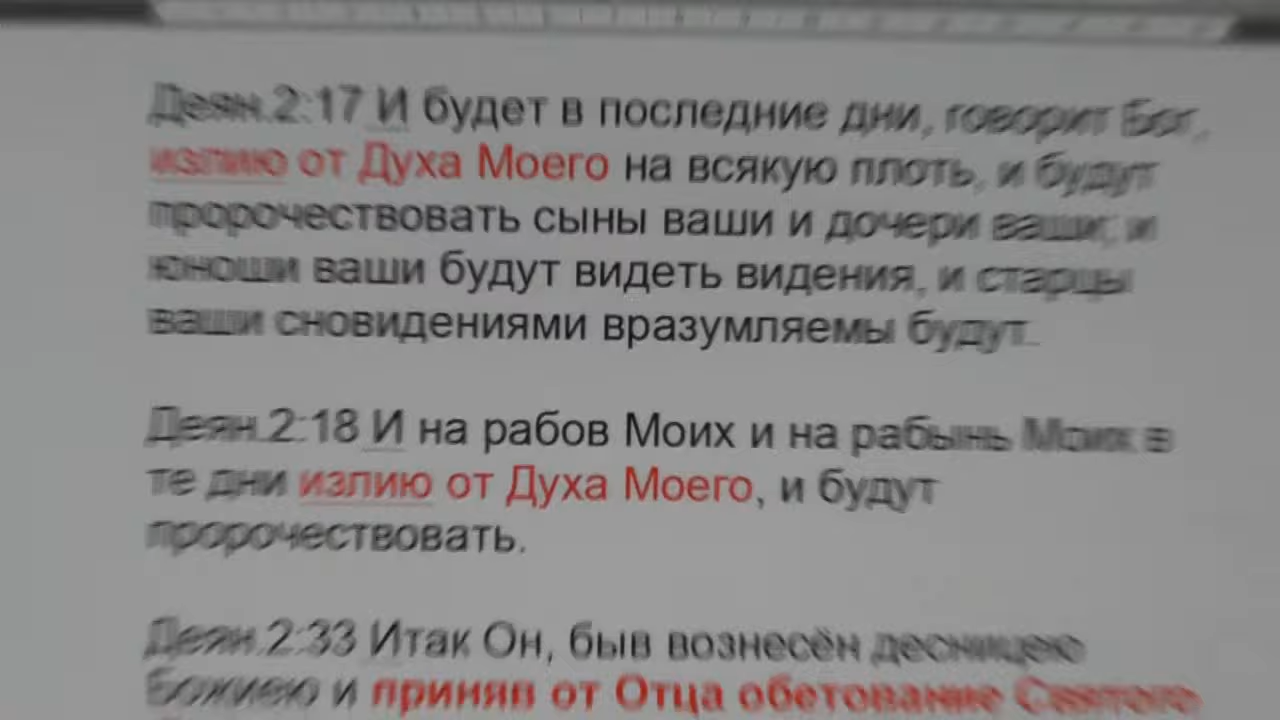 Деян.2:17 И будет в последние дни, говорит Бог,
излию от Духа Моего на всякую плоть, и будут
пророчествовать сыны ваши и дочери ваши; и
юноши ваши будут видеть видения, и старцы
ваши сновидениями вразумляемы будут.
Деян.2:18 И на рабов Моих и на рабынь Моих в
те дни излию от Духа Моего, и будут
пророчествовать.
Деян.2:33 Итак Он, быв вознесён десницею
Божиею и приняв от Отца обетование Святого